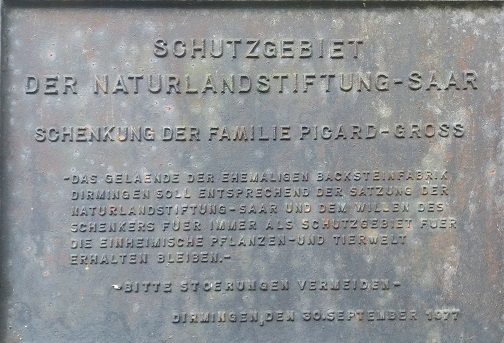 SCHUTZGEBIET
DER NATURLANDSTIFTUNG-SAAR
SCHENKUNG DER FAMILIE PICARD-GROSS
-DAS GELAENDE DER EHEMALIGEN BACKSTEINFABRIK
DIRMINGEN SOLL ENTSPRECHEND DER SATZUNG DER
NATURLANDSTIFTUNG-SAAR UND DEM WILLEN DES
SCHENKERS FUER IMMER ALS SCHUTZGEBIET FUER
DIE EINHEIMISCHE PFLANZEN-UND TIERWELT
ERHALTEN BLEIBEN.-
-BITTE STOERUNGEN VERMEIDEN-
DIRMINGEN,DEN 30.SEPTEMBER 1977